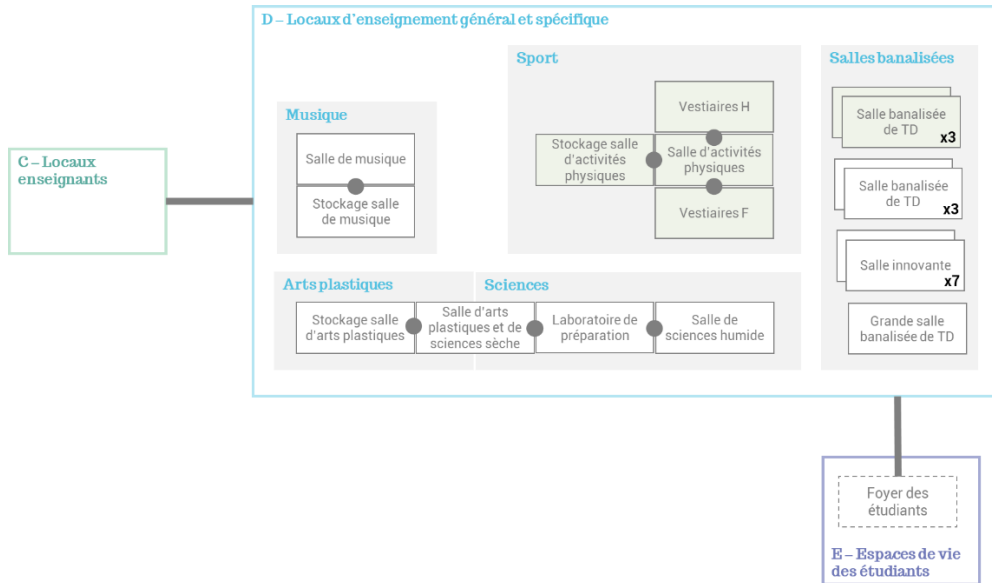 D – Locaux d'enseignement général et spécifique
C – Locaux
enseignants
Musique
Salle de musique
Stockage salle
de musique
Sport
Vestiaires H
Stockage salle
d'activités
physiques
Salle d'activités
physiques
Vestiaires F
Salles banalisées
Salle banalisée
de TD
x3
Salle banalisée
de TD
x3
Salle innovante
x7
Grande salle
banalisée de TD
Arts plastiques
Stockage salle
d'arts plastiques
Salle d'arts
plastiques et de
sciences sèche
Sciences
Laboratoire de
préparation
Salle de
sciences humide
Foyer des
étudiants
E – Espaces de vie
des étudiants